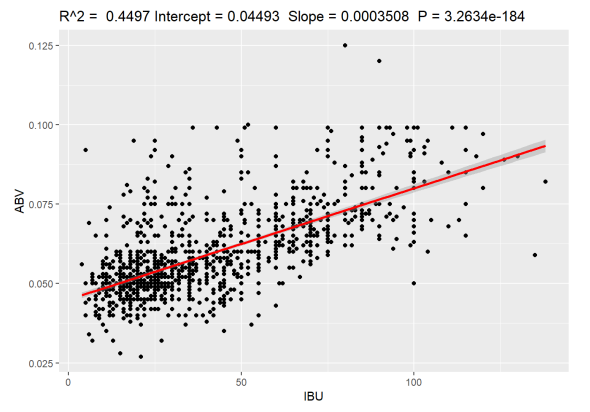 R^2 =  0.4497 Intercept = 0.04493  Slope = 0.0003508  P = 3.2634e-184
0.125
0.100
0.075
0.050
0.025
ABV
0
50
100
IBU